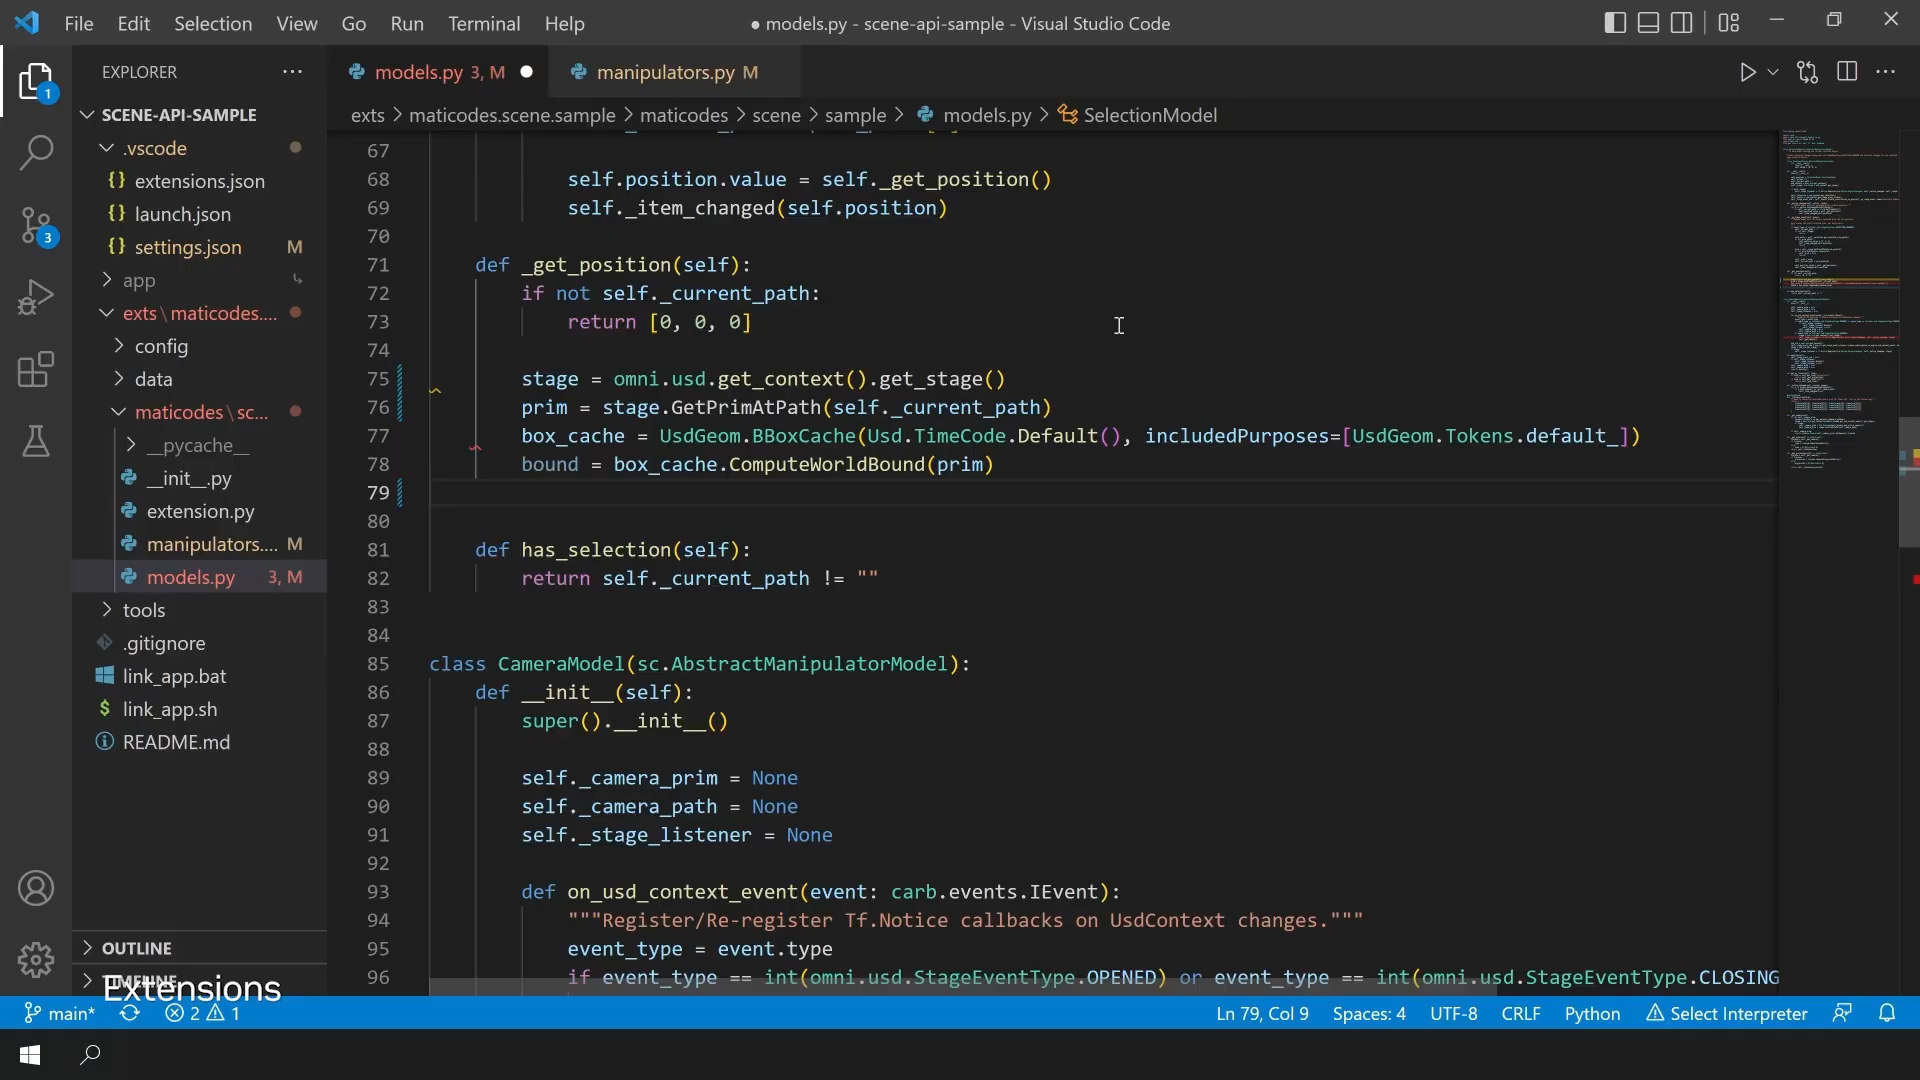 File Edit Selection View Go Run Terminal Help
● models.py - scene-api-sample - Visual Studio Code
EXPLORER ···
models.py 3, M ●
manipulators.py M
exts > maticodes.scene.sample > maticodes > scene > sample > models.py > SelectionModel
1
3
SCENE-API-SAMPLE
.vscode
{} extensions.json
{} launch.json
{} settings.json M
app
exts\maticodes....
config
data
maticodes\sc...
__pycache__
__init__.py
extension.py
manipulators.... M
models.py 3, M
tools
.gitignore
link_app.bat
$ link_app.sh
README.md
OUTLINE
TIMELINE
Extensions
67
68 self.position.value = self._get_position()
69 self._item_changed(self.position)
70
71 def _get_position(self):
72 if not self._current_path:
73 return [0, 0, 0]
74
75 stage = omni.usd.get_context().get_stage()
76 prim = stage.GetPrimAtPath(self._current_path)
77 box_cache = UsdGeom.BBoxCache(Usd.TimeCode.Default(), includedPurposes=[UsdGeom.Tokens.default_])
78 bound = box_cache.ComputeWorldBound(prim)
79
80
81 def has_selection(self):
82 return self._current_path != ""
83
84
85 class CameraModel(sc.AbstractManipulatorModel):
86 def __init__(self):
87 super().__init__()
88
89 self._camera_prim = None
90 self._camera_path = None
91 self._stage_listener = None
92
93 def on_usd_context_event(event: carb.events.IEvent):
94 """Register/Re-register Tf.Notice callbacks on UsdContext changes."""
95 event_type = event.type
96 if event_type == int(omni.usd.StageEventType.OPENED) or event_type == int(omni.usd.StageEventType.CLOSING
main* 2 1
Ln 79, Col 9 Spaces: 4 UTF-8 CRLF Python Select Interpreter